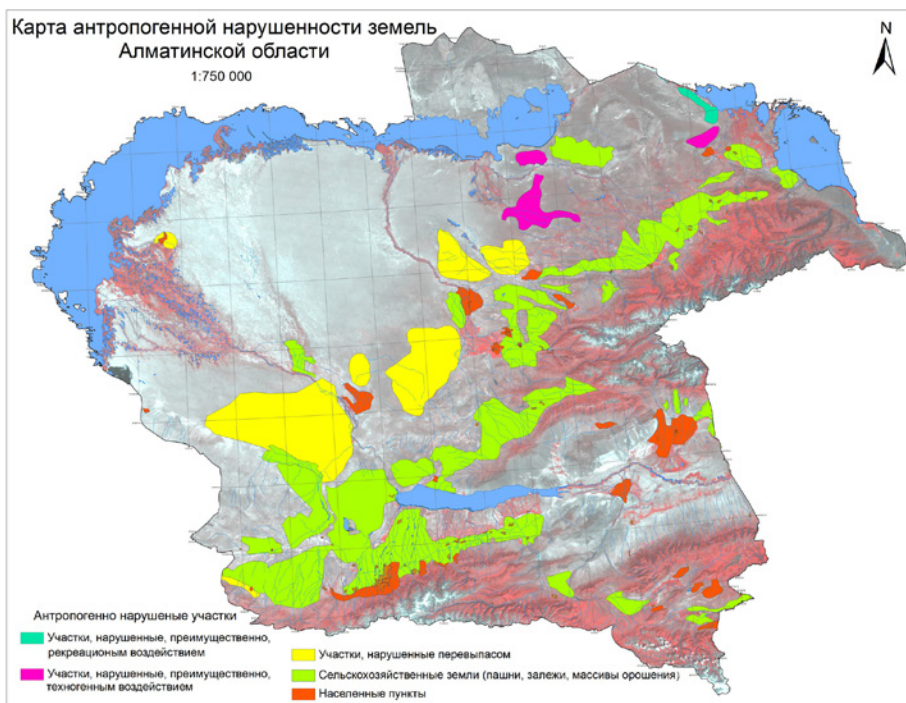 Карта антропогенной нарушенности земель
Алматинской области
1:750 000
N
Антропогенно нарушеные участки
Участки, нарушенные, преимущественно,
рекреационым воздействием
Участки, нарушенные, преимущественно,
техногенным воздействием
Участки, нарушенные перевыпасом
Сельскохозяйственные земли (пашни, залежи, массивы орошения)
Населенные пункты